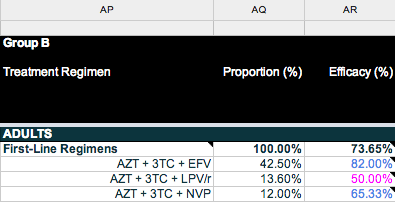 AP AQ AR
Group B
Treatment Regimen Proportion (%) Efficacy (%)
ADULTS
First-Line Regimens 100.00% 73.65%
AZT + 3TC + EFV 42.50% 82.00%
AZT + 3TC + LPV/r 13.60% 50.00%
AZT + 3TC + NVP 12.00% 65.33%